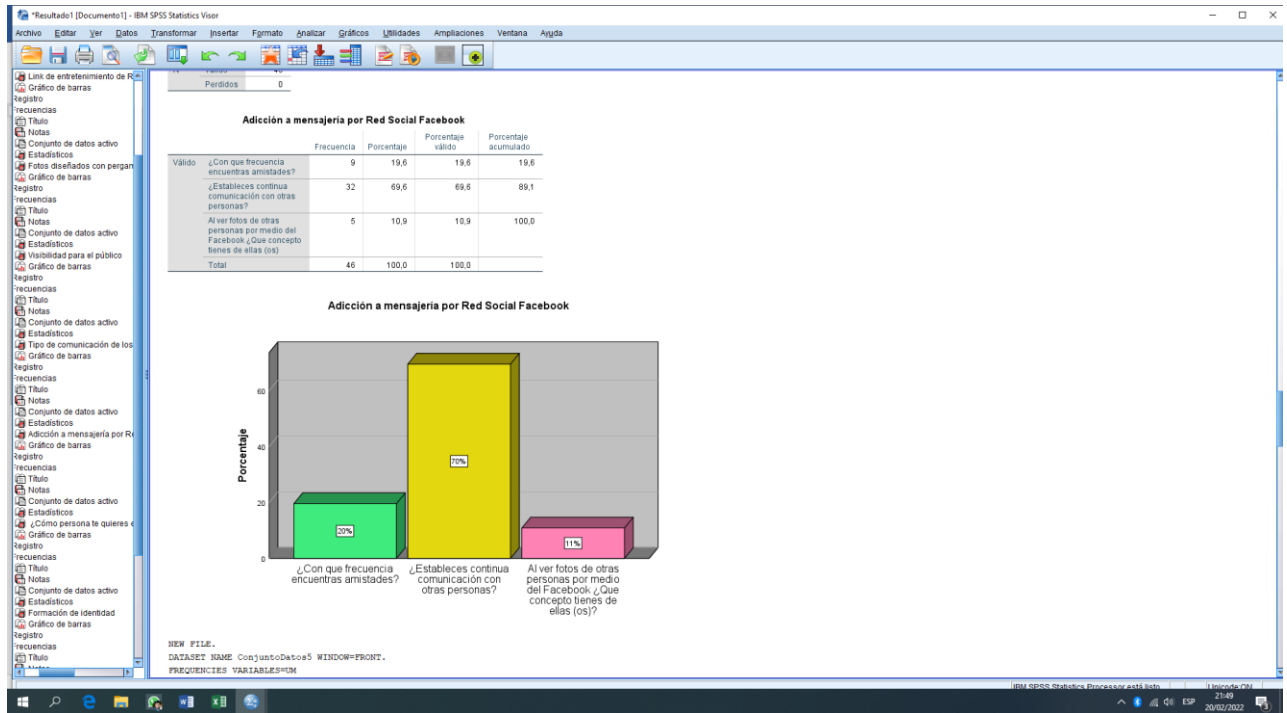 *Resultado1 [Documento1] - IBM SPSS Statistics Visor
Archivo Editar Ver Datos Transformar Insertar Formato Analizar Gráficos Utilidades Ampliaciones Ventana Ayuda
Link de entretenimiento de R
Gráfico de barras
Registro
Frecuencias
Título
Notas
Conjunto de datos activo
Estadísticos
Fotos diseñados con pergan
Gráfico de barras
Registro
Frecuencias
Título
Notas
Conjunto de datos activo
Estadísticos
Visibilidad para el público
Gráfico de barras
Registro
Frecuencias
Título
Notas
Conjunto de datos activo
Estadísticos
Tipo de comunicación de los
Gráfico de barras
Registro
Frecuencias
Título
Notas
Conjunto de datos activo
Estadísticos
Adicción a mensajería por Re
Gráfico de barras
Registro
Frecuencias
Título
Notas
Conjunto de datos activo
Estadísticos
¿Cómo persona te quieres e
Gráfico de barras
Registro
Frecuencias
Título
Notas
Conjunto de datos activo
Estadísticos
Formación de identidad
Gráfico de barras
Registro
Frecuencias
Título
Perdidos 0
Adicción a mensajería por Red Social Facebook
Frecuencia Porcentaje Porcentaje válido Porcentaje acumulado
Válido ¿Con que frecuencia 9 19,6 19,6 19,6
encuentras amistades?
¿Estableces continua 32 69,6 69,6 89,1
comunicación con otras
personas?
Al ver fotos de otras 5 10,9 10,9 100,0
personas por medio del
Facebook ¿Que concepto
tienes de ellas (os)
Total 46 100,0 100,0
Adicción a mensajería por Red Social Facebook
Porcentaje
60
40
20
0
20%
70%
11%
¿Con que frecuencia
encuentras amistades?
¿Estableces continua
comunicación con
otras personas?
Al ver fotos de otras
personas por medio
del Facebook ¿Que
concepto tienes de
ellas (os)?
NEW FILE.
DATASET NAME ConjuntoDatos5 WINDOW=FRONT.
FREQUENCIES VARIABLES=UM
IBM SPSS Statistics Processor está listo Unicode:ON
ESP
21:49
20/02/2022